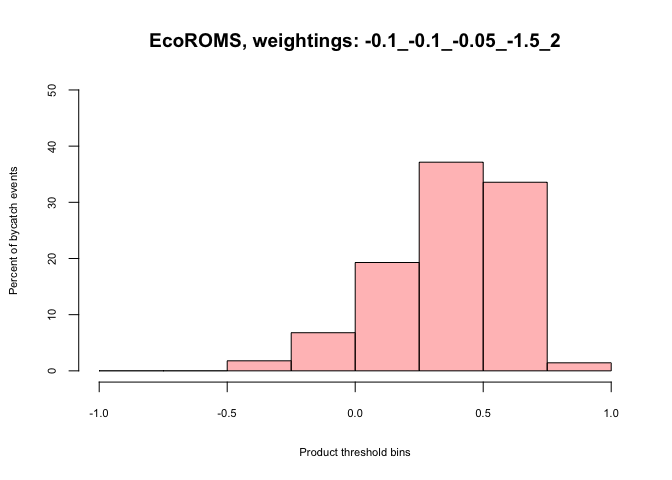 EcoROMS, weightings: -0.1_-0.1_-0.05_-1.5_2
Percent of bycatch events
50
40
30
20
10
0
-1.0 -0.5 0.0 0.5 1.0
Product threshold bins